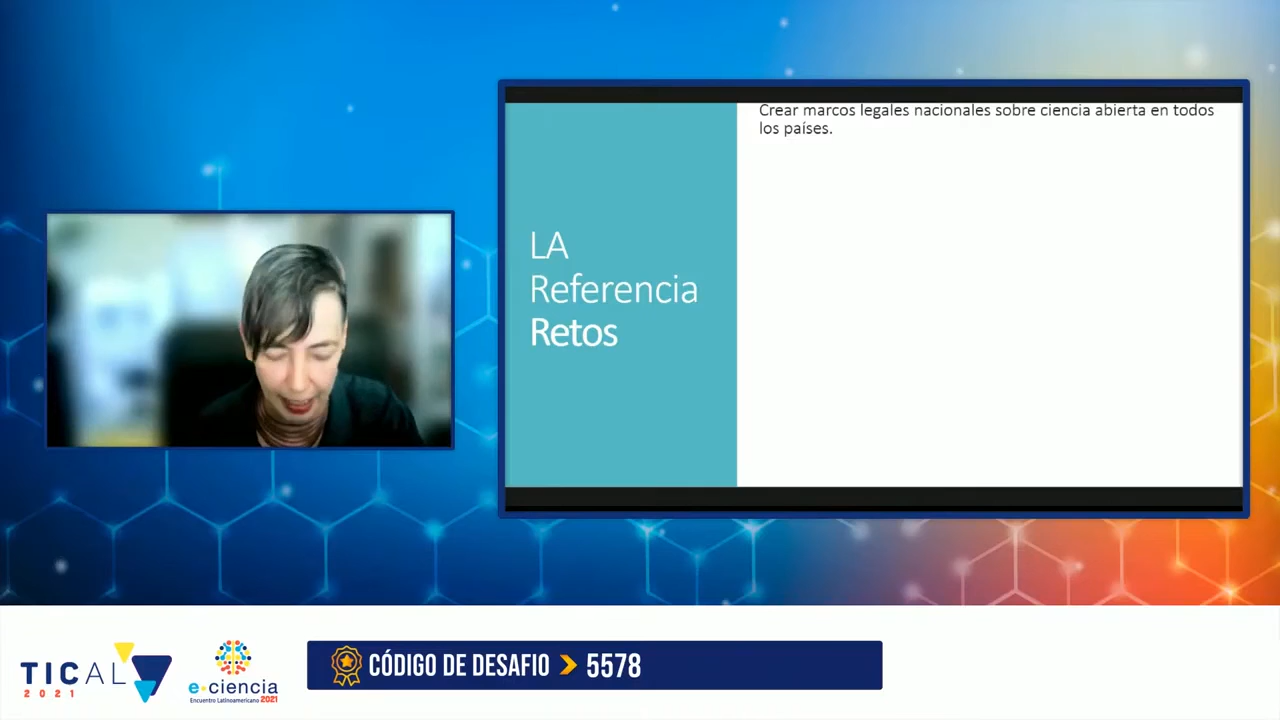 Crear marcos legales nacionales sobre ciencia abierta en todos
los países.
LA
Referencia
Retos
TICAL
2021
e-ciencia
Encuentro Latinoamericano 2021
CÓDIGO DE DESAFIO > 5578